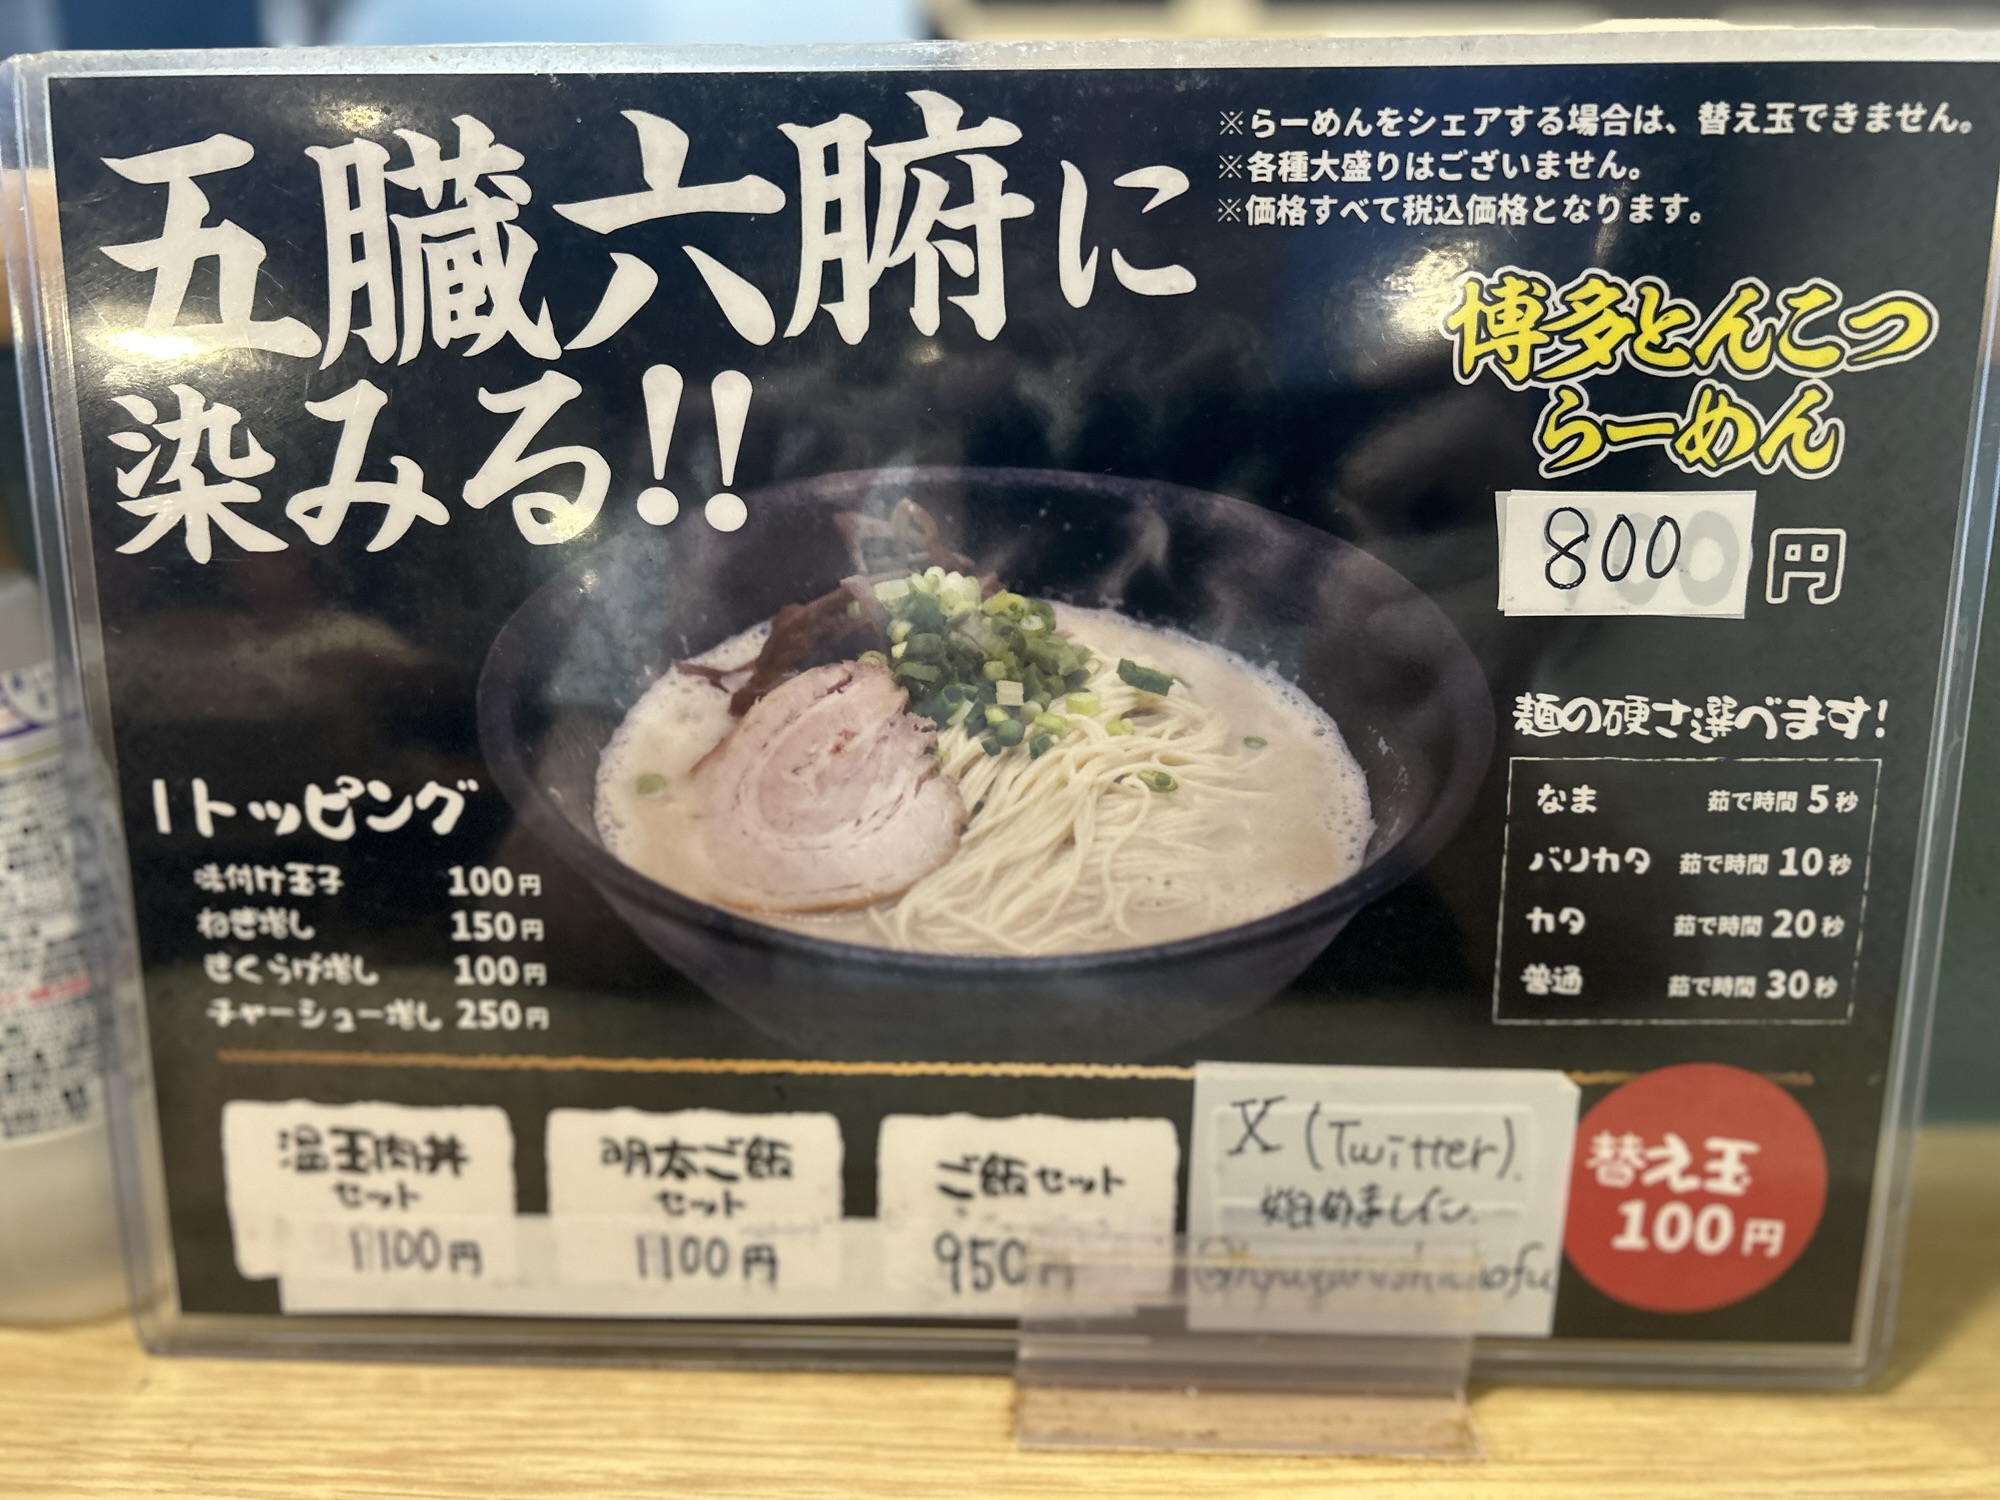 五臓六腑に
染みる!!
※らーめんをシェアする場合は、替え玉できません。
※各種大盛りはございません。
※価格すべて税込価格となります。
博多とんこつ
らーめん
800円
麺の硬さ選べます!
なま 茹で時間 5秒
バリカタ 茹で時間 10秒
カタ 茹で時間 20秒
普通 茹で時間 30秒
トッピング
味付け玉子 100円
ねぎ増し 150円
きくらげ増し 100円
チャーシュー増し 250円
温玉肉丼
セット
1100円
明太ご飯
セット
1100円
ご飯セット
950円
X (Twitter)
始めました。
替え玉
100円